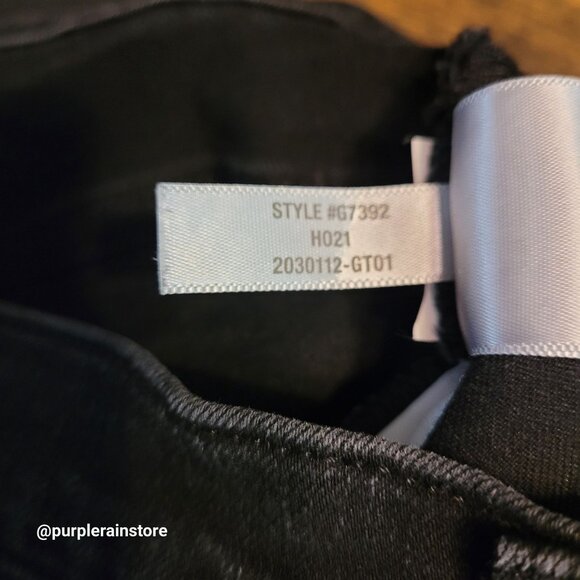 STYLE #G7392
H021
2030112-GT01
@purplerainstore